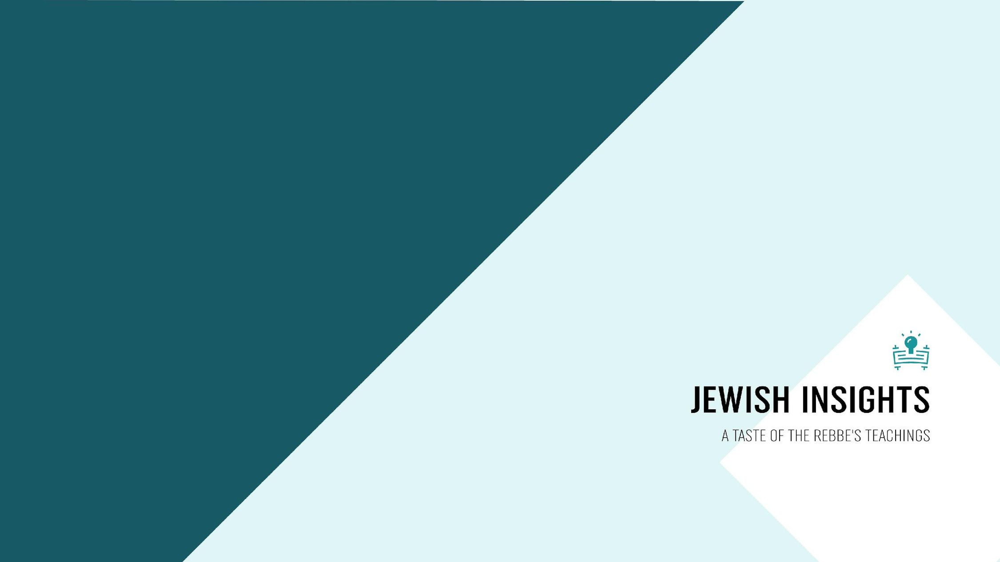 JEWISH INSIGHTS
A TASTE OF THE REBBE'S TEACHINGS